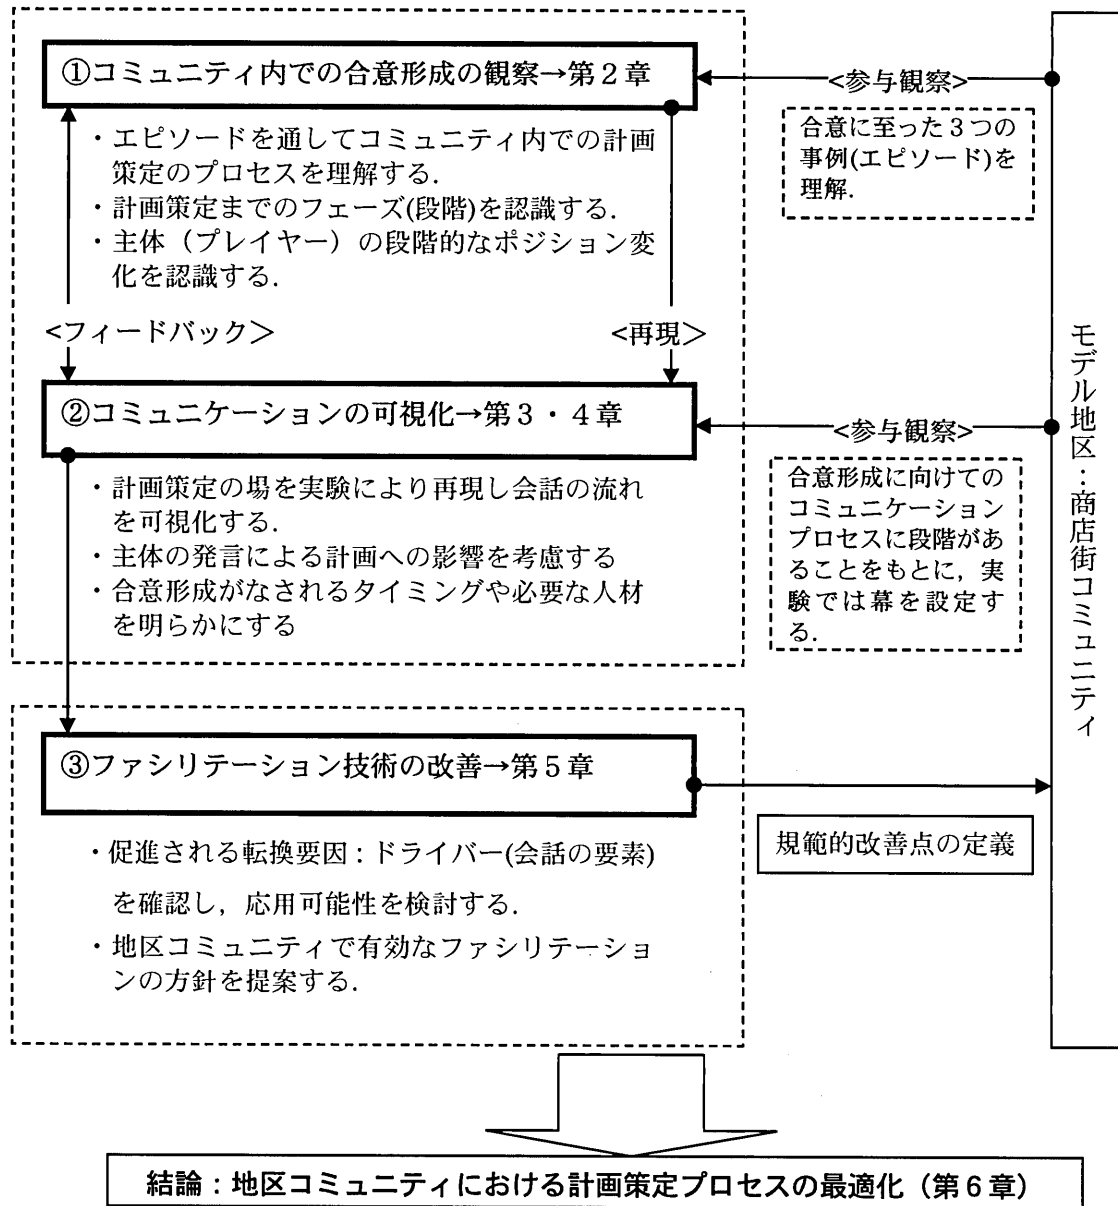 ①コミュニティ内での合意形成の観察→第２章
・エピソードを通してコミュニティ内での計画
策定のプロセスを理解する.
・計画策定までのフェーズ(段階)を認識する.
・主体（プレイヤー）の段階的なポジション変
化を認識する.
<フィードバック＞
<再現＞
②コミュニケーションの可視化→第３・４章
・計画策定の場を実験により再現し会話の流れ
を可視化する.
・主体の発言による計画への影響を考慮する
・合意形成がなされるタイミングや必要な人材
を明らかにする
③ファシリテーション技術の改善→第５章
・促進される転換要因：ドライバー(会話の要素)
を確認し，応用可能性を検討する.
・地区コミュニティで有効なファシリテーショ
ンの方針を提案する.
<参与観察>
合意に至った３つの
事例(エピソード)を
理解.
<参与観察>
合意形成に向けての
コミュニケーション
プロセスに段階があ
ることをもとに，実
験では幕を設定す
る.
規範的改善点の定義
モデル地区：商店街コミュニティ
結論：地区コミュニティにおける計画策定プロセスの最適化（第６章）